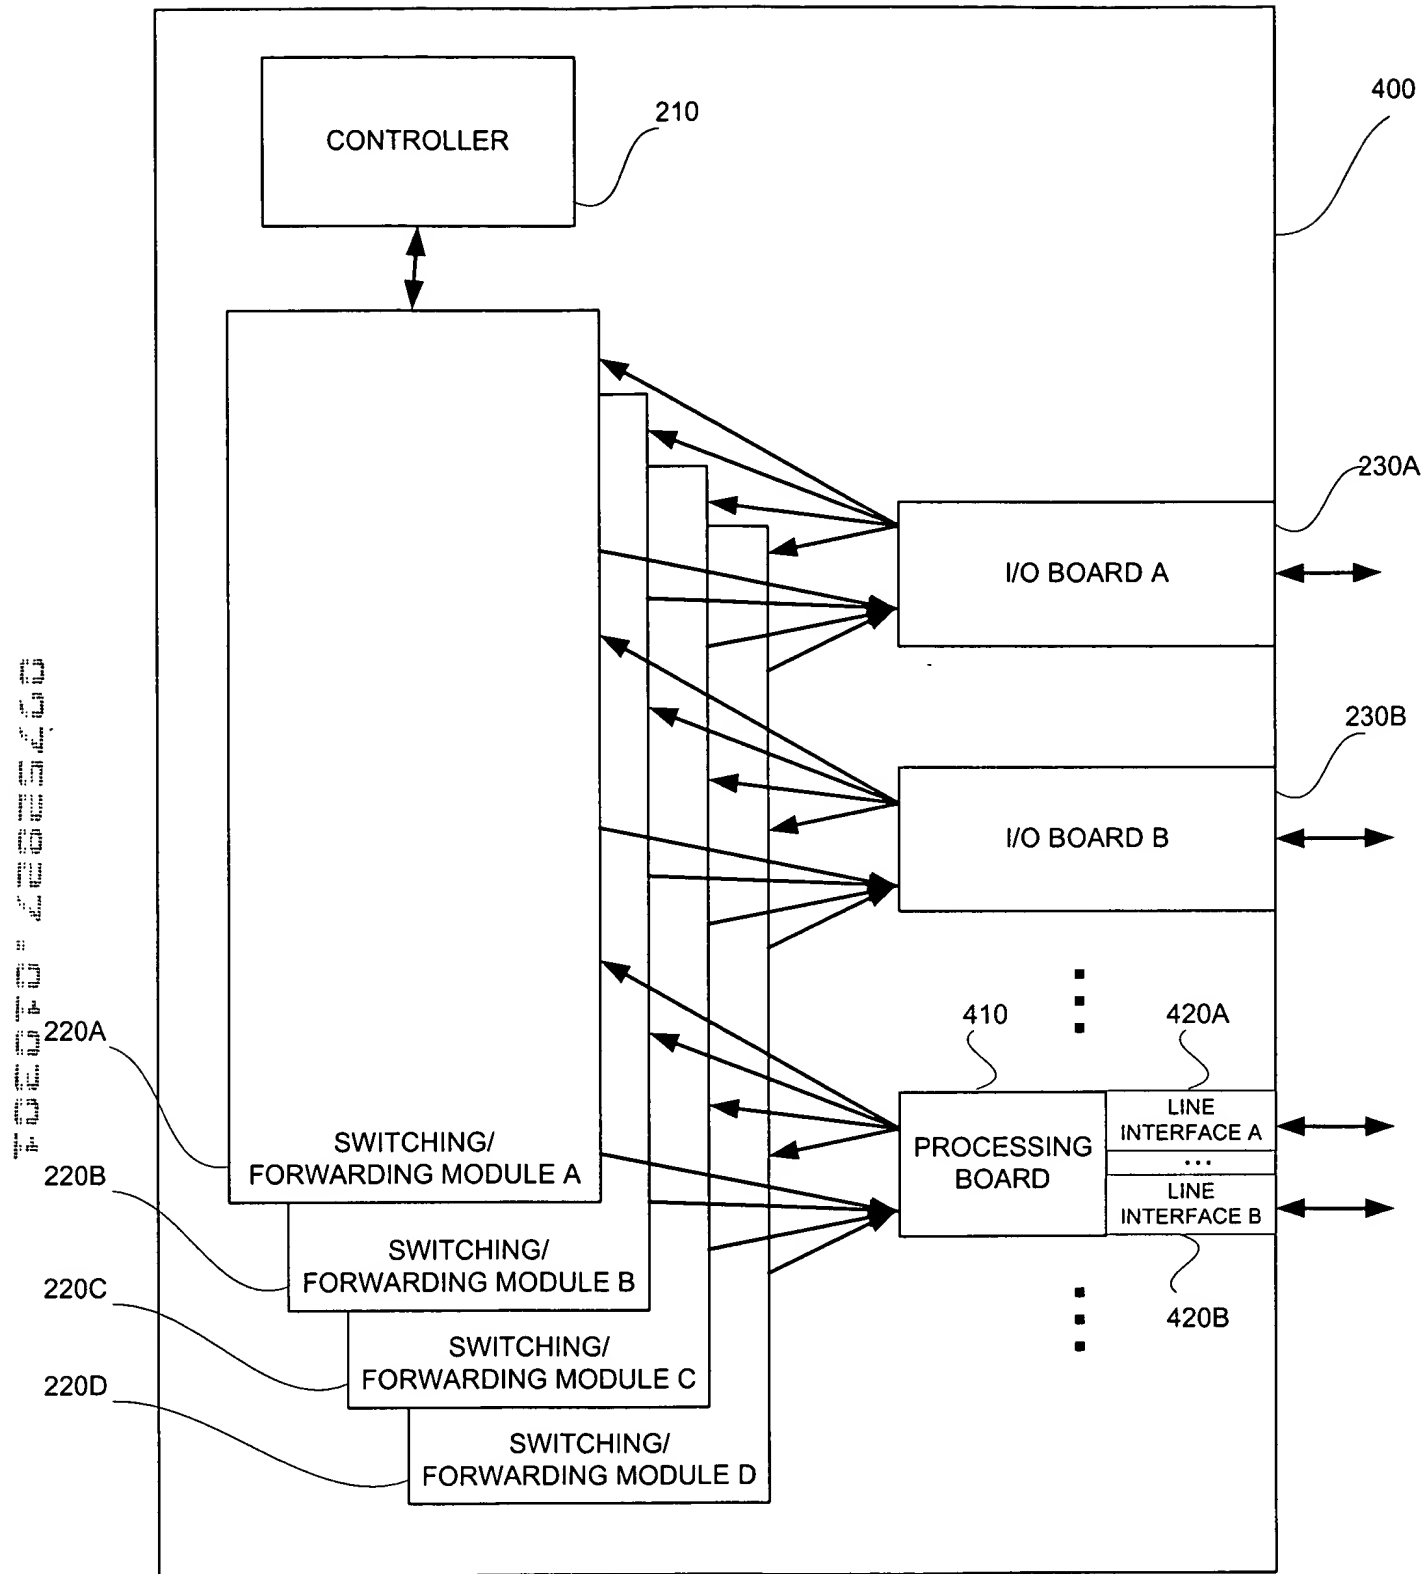 400
CONTROLLER
210
230A
I/O BOARD A
230B
I/O BOARD B
410
420A
LINE
INTERFACE A
...
LINE
INTERFACE B
PROCESSING
BOARD
420B
220A
SWITCHING/
FORWARDING MODULE A
220B
SWITCHING/
FORWARDING MODULE B
220C
SWITCHING/
FORWARDING MODULE C
220D
SWITCHING/
FORWARDING MODULE D